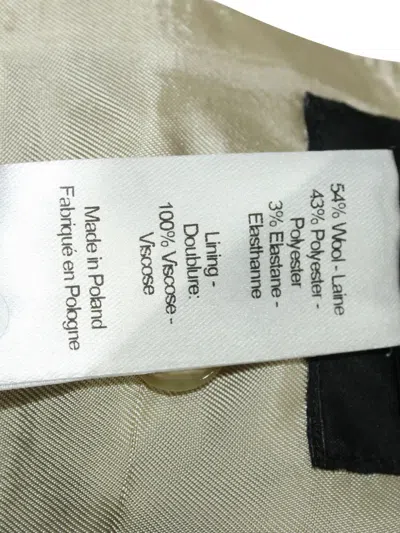 54% Wool - Laine
43% Polyester -
Polyester
3% Elastane -
Elasthanne
Lining -
Doublure:
100% Viscose -
Viscose
Made in Poland
Fabriqué en Pologne